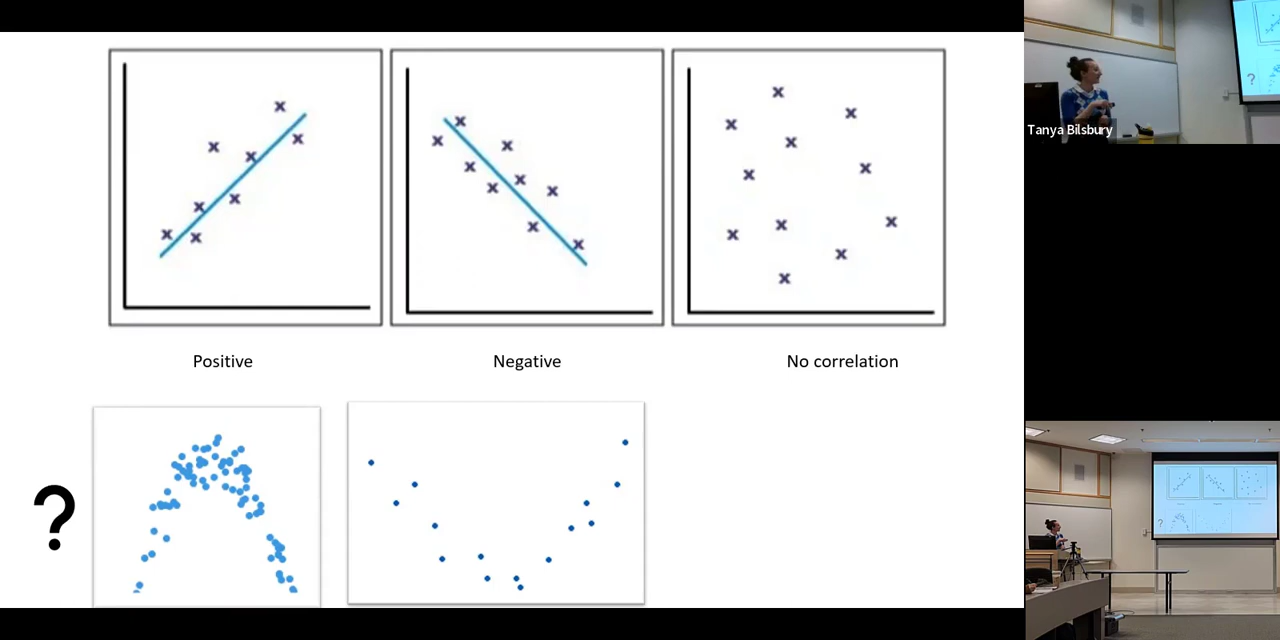 Positive
Negative
No correlation
?
Tanya Bilsbury
?